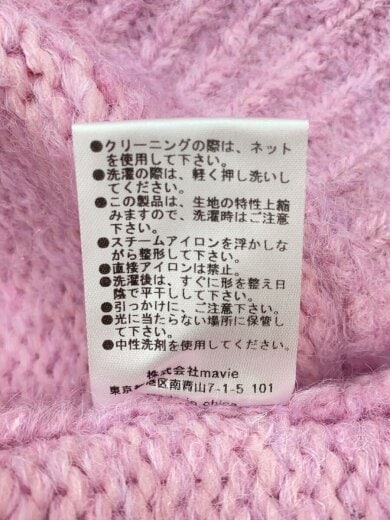 ●クリーニングの際は、ネット
を使用して下さい。
●洗濯の際は、軽く押し洗いし
てください。
●この製品は、生地の特性上縮
みますので、洗濯時はご注意
下さい。
●スチームアイロンを浮かしな
がら整形して下さい。
●直接アイロンは禁止。
●洗濯後は、すぐに形を整え日
陰で平干しして下さい。
●引っかけに、ご注意下さい。
●光に当たらない場所に保管し
て下さい。
●中性洗剤を使用してください。
株式会社mavie
東京都港区南青山7-1-5 101
in china